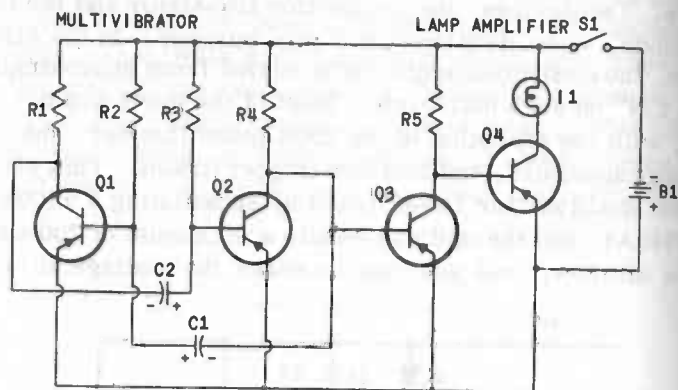 MULTIVIBRATOR LAMP AMPLIFIER S1
R1 R2 R3 R4 R5 I1
Q1 Q2 Q3 Q4
- B1 +
C2
- +
C1
+ -